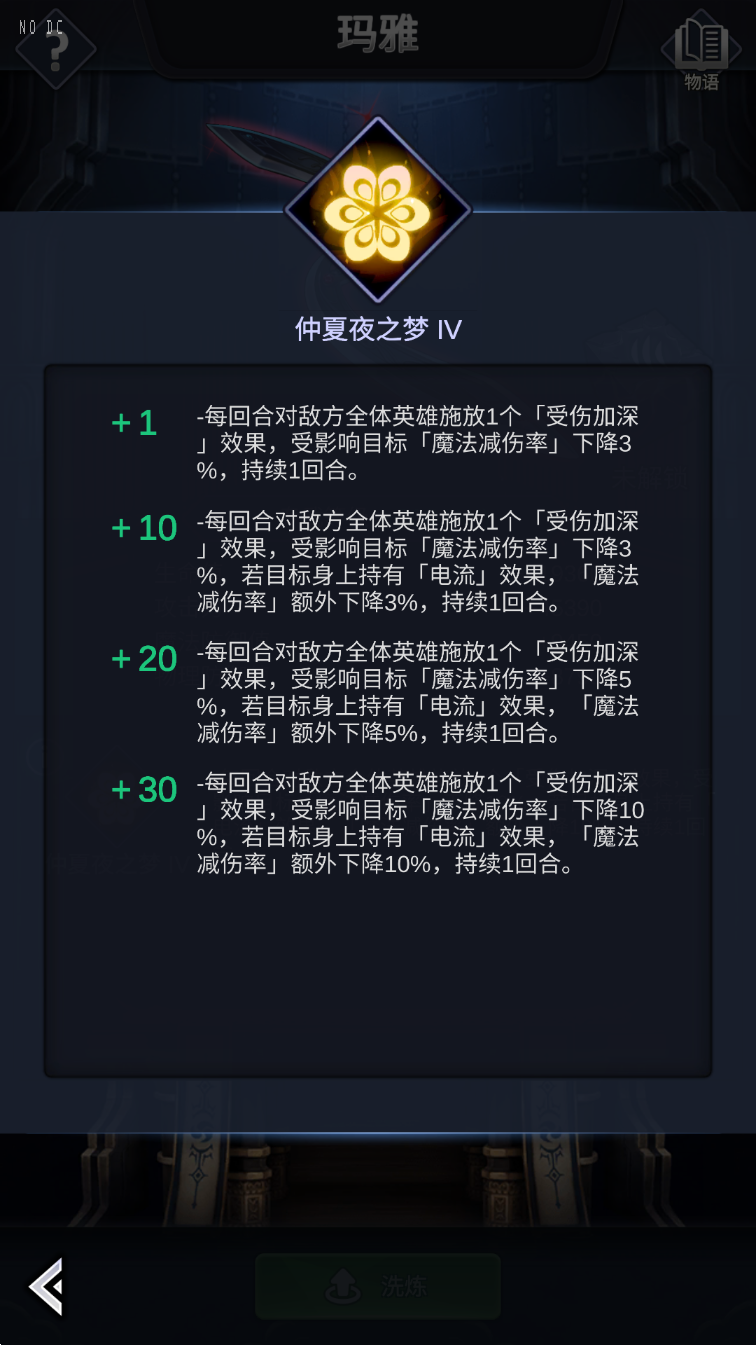 NO DC
玛雅
物语
仲夏夜之梦 IV
+1
-每回合对敌方全体英雄施放1个「受伤加深
」效果，受影响目标「魔法减伤率」下降3
%，持续1回合。
+10
-每回合对敌方全体英雄施放1个「受伤加深
」效果，受影响目标「魔法减伤率」下降3
%，若目标身上持有「电流」效果，「魔法
减伤率」额外下降3%，持续1回合。
+20
-每回合对敌方全体英雄施放1个「受伤加深
」效果，受影响目标「魔法减伤率」下降5
%，若目标身上持有「电流」效果，「魔法
减伤率」额外下降5%，持续1回合。
+30
-每回合对敌方全体英雄施放1个「受伤加深
」效果，受影响目标「魔法减伤率」下降10
%，若目标身上持有「电流」效果，「魔法
减伤率」额外下降10%，持续1回合。
洗炼